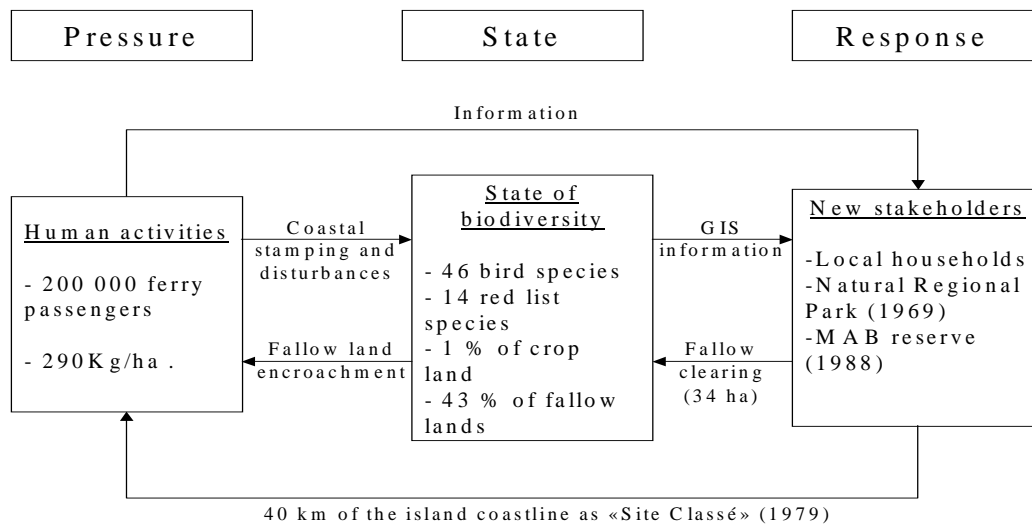 Pressure
State
Response
Information
Human activities
- 200 000 ferry
passengers
- 290Kg/ha .
Coastal
stamping and
disturbances
Fallow land
encroachment
State of
biodiversity
- 46 bird species
- 14 red list
species
- 1 % of crop
land
- 43 % of fallow
lands
GIS
information
Fallow
clearing
(34 ha)
New stakeholders
-Local households
-Natural Regional
Park (1969)
-MAB reserve
(1988)
40 km of the island coastline as «Site Classé» (1979)